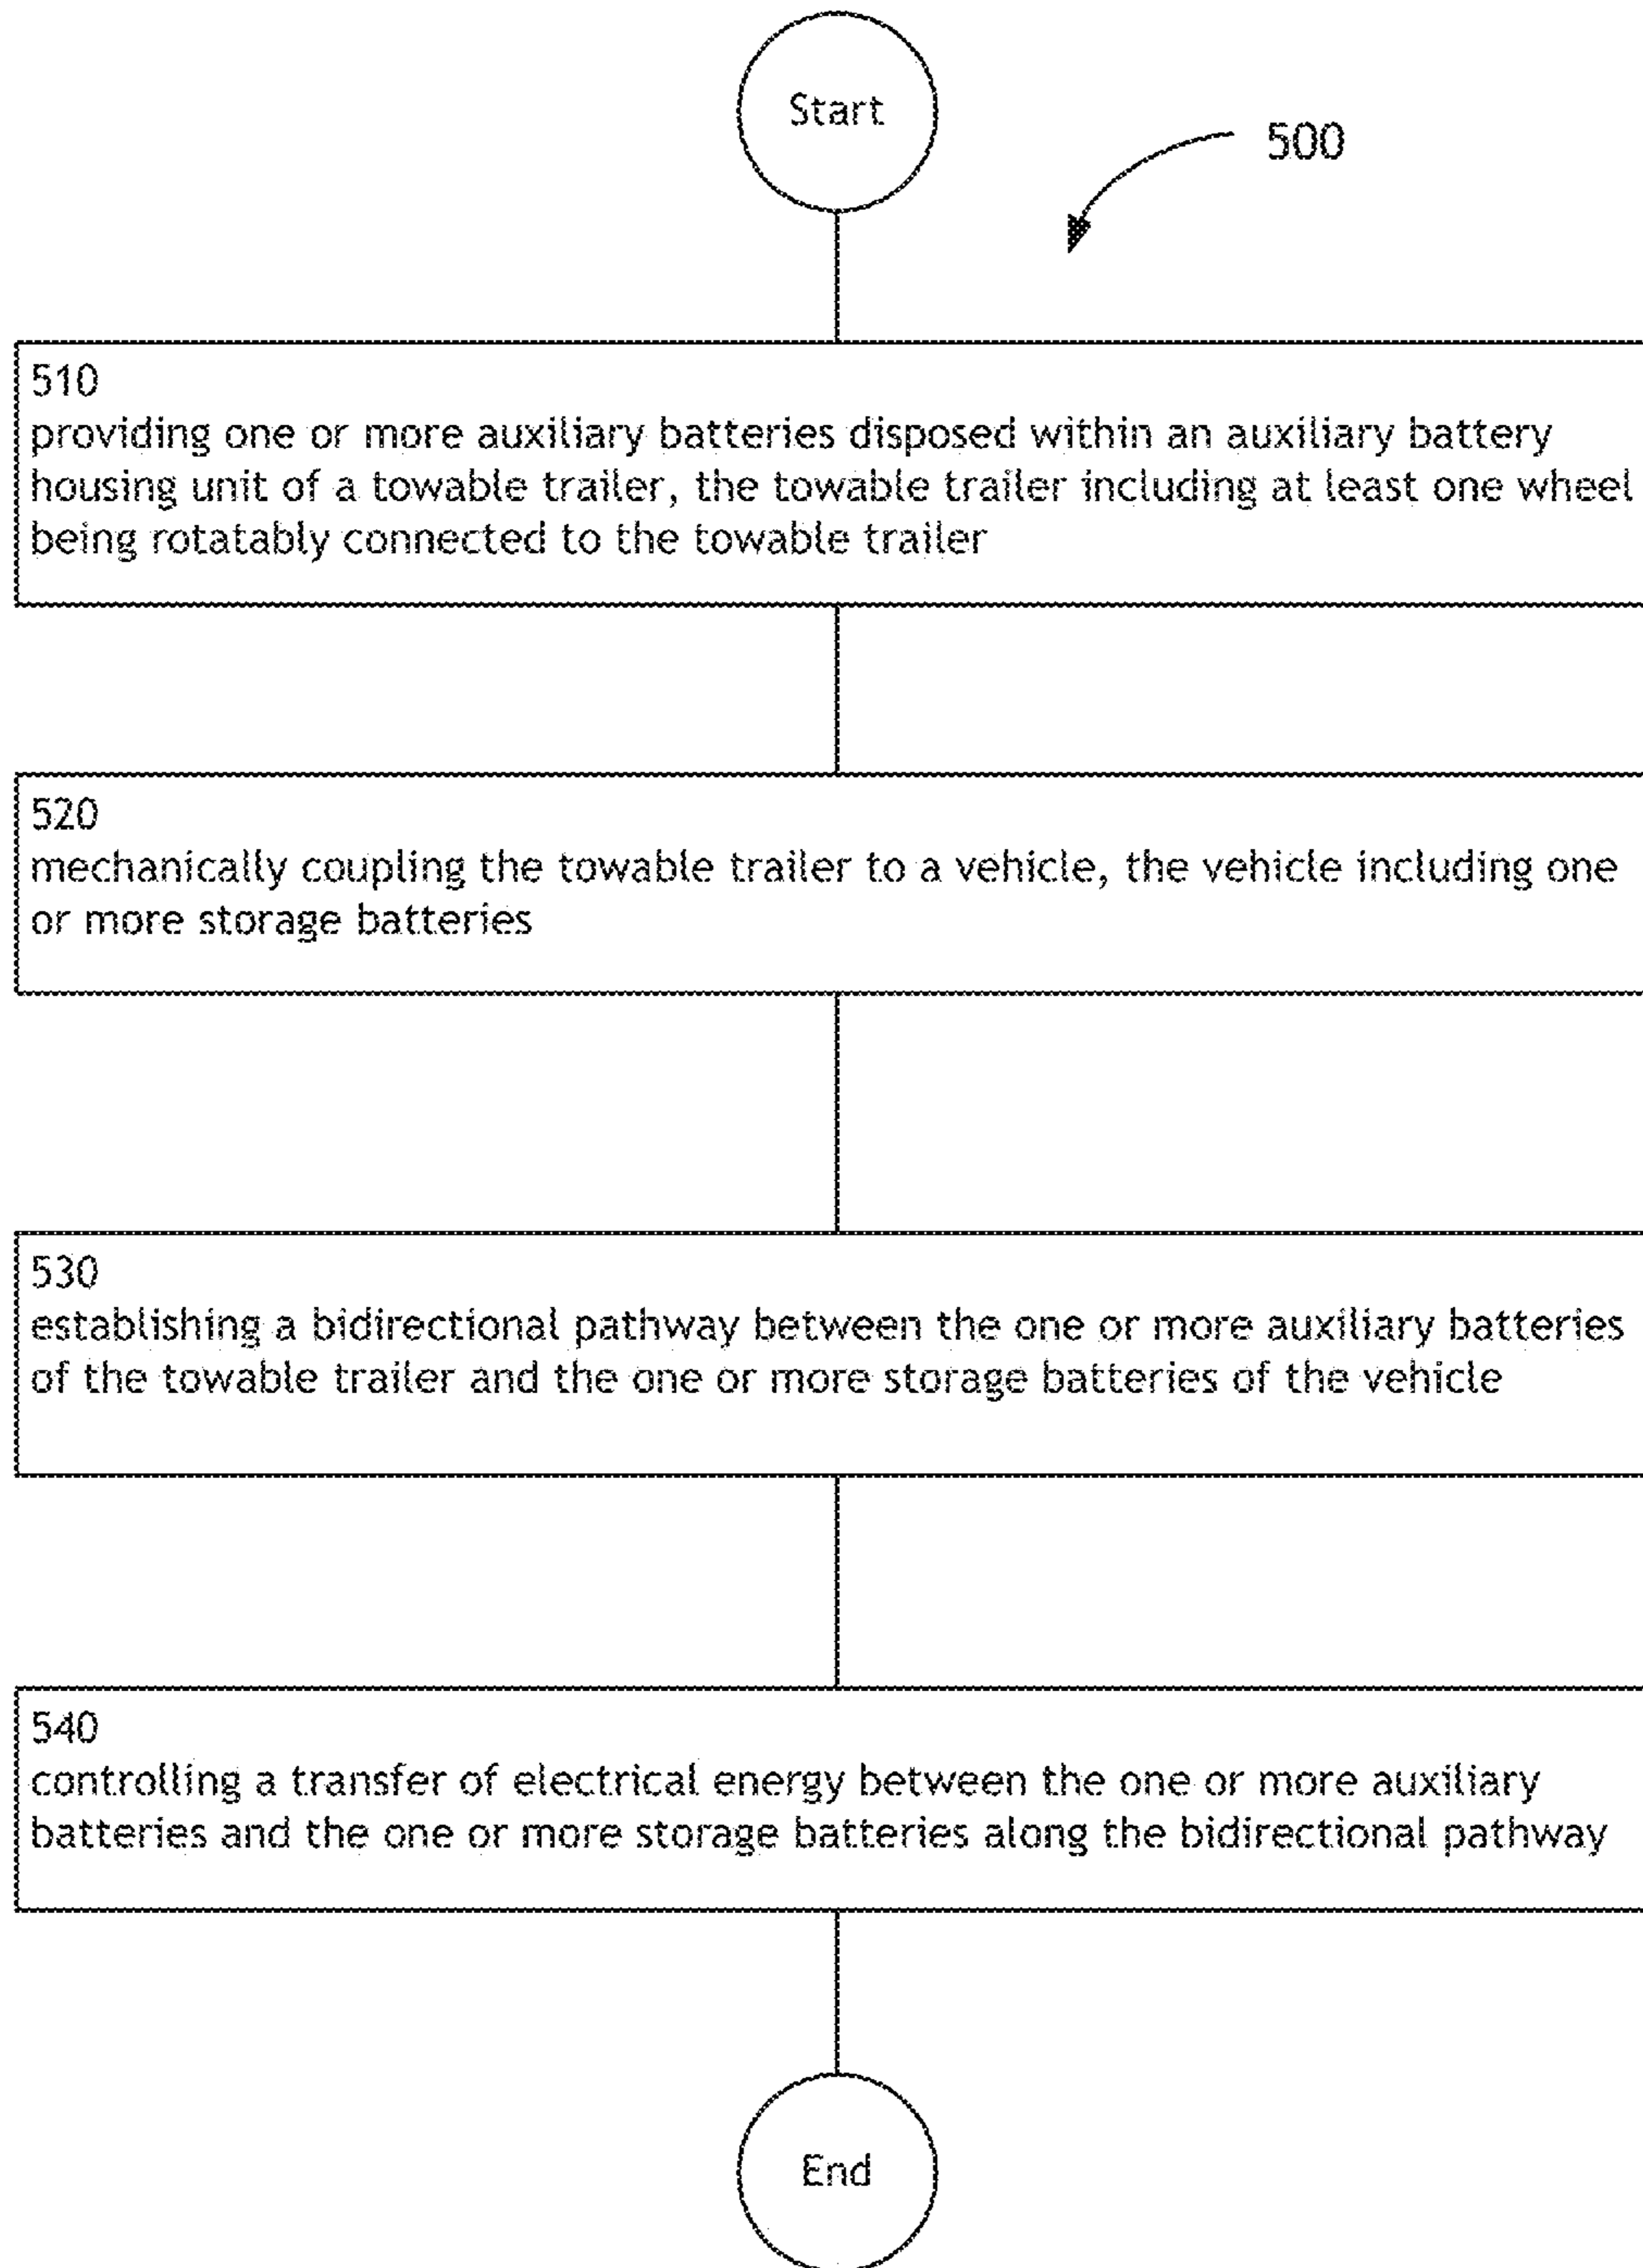 Start
500
510
providing one or more auxiliary batteries disposed within an auxiliary battery
housing unit of a towable trailer, the towable trailer including at least one wheel
being rotatably connected to the towable trailer
520
mechanically coupling the towable trailer to a vehicle, the vehicle including one
or more storage batteries
530
establishing a bidirectional pathway between the one or more auxiliary batteries
of the towable trailer and the one or more storage batteries of the vehicle
540
controlling a transfer of electrical energy between the one or more auxiliary
batteries and the one or more storage batteries along the bidirectional pathway
End